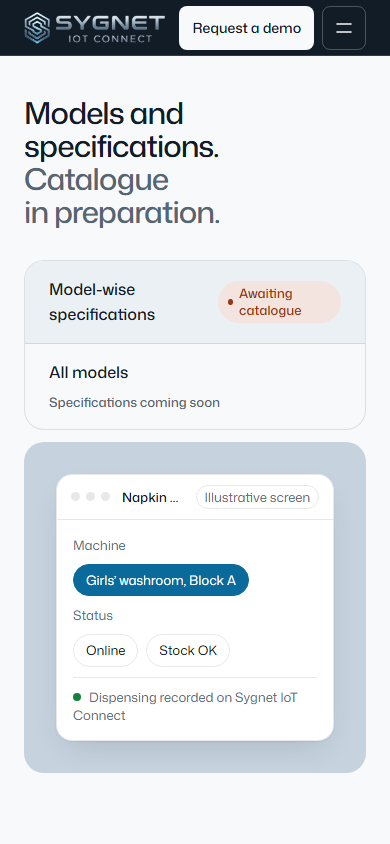 SYGNET
IOT CONNECT
Request a demo
Models and
specifications.
Catalogue
in preparation.
Model-wise
specifications
Awaiting
catalogue
All models
Specifications coming soon
Napkin ...
Illustrative screen
Machine
Girls’ washroom, Block A
Status
Online
Stock OK
Dispensing recorded on Sygnet IoT
Connect